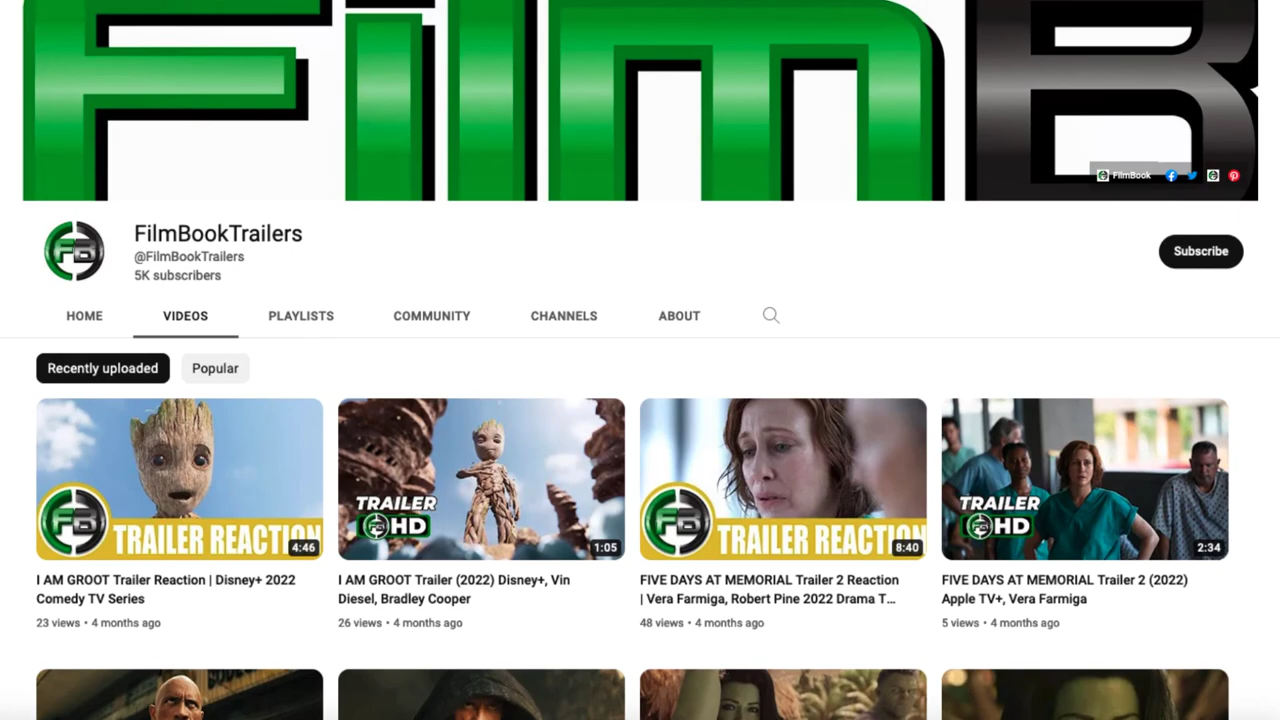 FilmB
FilmBook
FB
FilmBookTrailers
@FilmBookTrailers
5K subscribers
Subscribe
HOME
VIDEOS
PLAYLISTS
COMMUNITY
CHANNELS
ABOUT
Recently uploaded
Popular
FB TRAILER REACTION
4:46
TRAILER
FB HD
1:05
FB TRAILER REACTION
8:40
TRAILER
FB HD
2:34
I AM GROOT Trailer Reaction | Disney+ 2022
Comedy TV Series
23 views • 4 months ago
I AM GROOT Trailer (2022) Disney+, Vin
Diesel, Bradley Cooper
26 views • 4 months ago
FIVE DAYS AT MEMORIAL Trailer 2 Reaction
| Vera Farmiga, Robert Pine 2022 Drama T...
48 views • 4 months ago
FIVE DAYS AT MEMORIAL Trailer 2 (2022)
Apple TV+, Vera Farmiga
5 views • 4 months ago